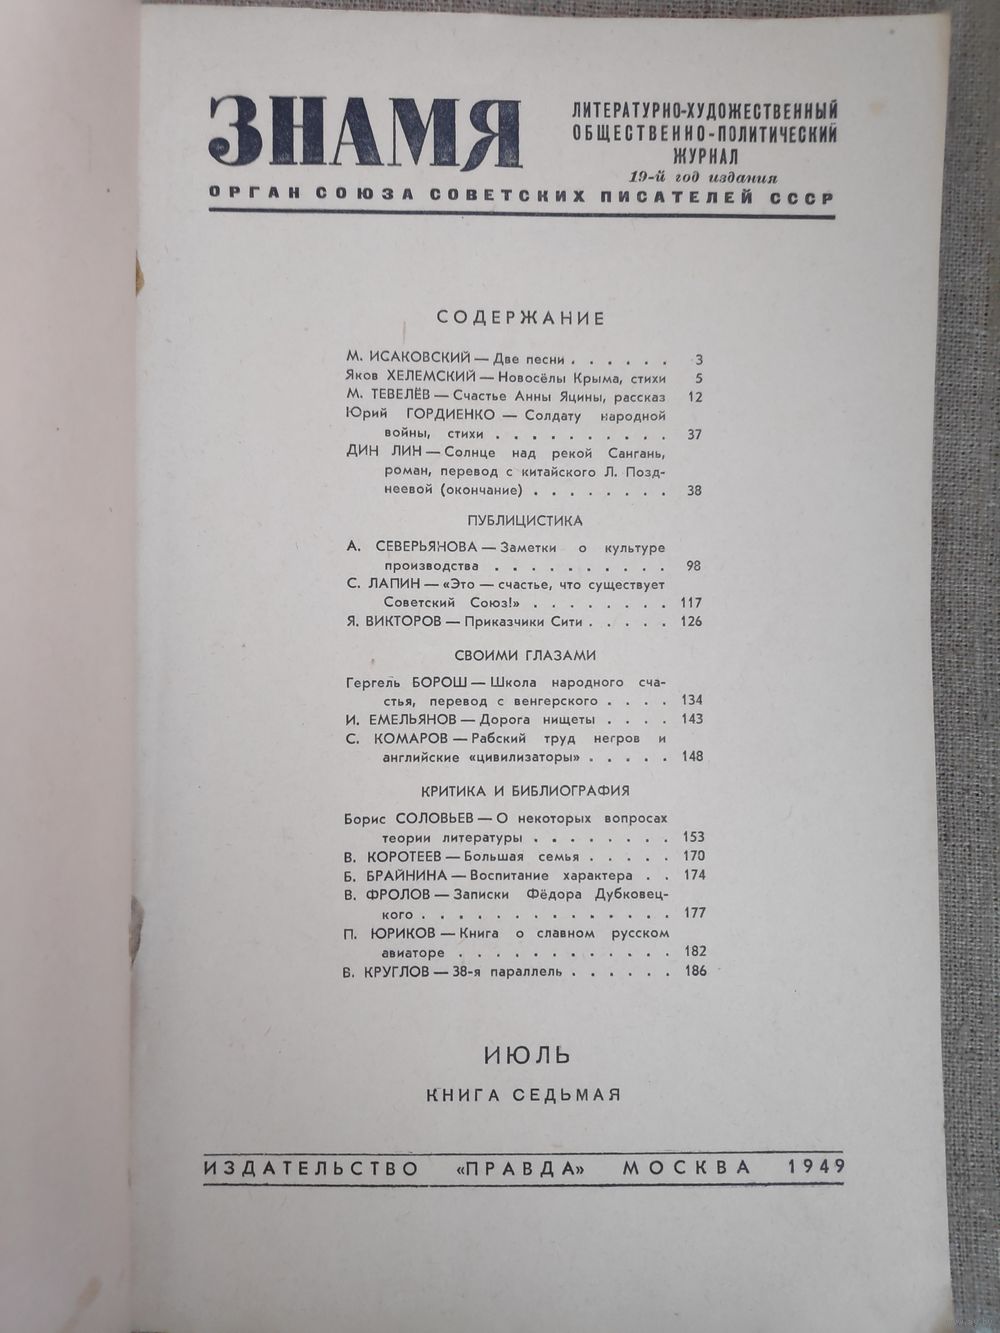 ЗНАМЯ
ЛИТЕРАТУРНО-ХУДОЖЕСТВЕННЫЙ
ОБЩЕСТВЕННО-ПОЛИТИЧЕСКИЙ
ЖУРНАЛ
19-й год издания
ОРГАН СОЮЗА СОВЕТСКИХ ПИСАТЕЛЕЙ СССР
СОДЕРЖАНИЕ
М. ИСАКОВСКИЙ — Две песни . . . . . . 3
Яков ХЕЛЕМСКИЙ — Новосёлы Крыма, стихи 5
М. ТЕВЕЛЁВ — Счастье Анны Яцины, рассказ 12
Юрий ГОРДИЕНКО — Солдату народной
войны, стихи . . . . . . . . . . 37
ДИН ЛИН — Солнце над рекой Сангань,
роман, перевод с китайского Л. Позд-
неевой (окончание) . . . . . . . . 38
ПУБЛИЦИСТИКА
А. СЕВЕРЬЯНОВА — Заметки о культуре
производства . . . . . . . . . . 98
С. ЛАПИН — «Это — счастье, что существует
Советский Союз!» . . . . . . . . 117
Я. ВИКТОРОВ — Приказчики Сити . . . . . 126
СВОИМИ ГЛАЗАМИ
Гергель БОРОШ — Школа народного сча-
стья, перевод с венгерского . . . . 134
И. ЕМЕЛЬЯНОВ — Дорога нищеты . . . . 143
С. КОМАРОВ — Рабский труд негров и
английские «цивилизаторы» . . . . . 148
КРИТИКА И БИБЛИОГРАФИЯ
Борис СОЛОВЬЕВ — О некоторых вопросах
теории литературы . . . . . . . . 153
В. КОРОТЕЕВ — Большая семья . . . . . 170
Б. БРАЙНИНА — Воспитание характера . . 174
В. ФРОЛОВ — Записки Фёдора Дубковец-
кого . . . . . . . . . . . . . . 177
П. ЮРИКОВ — Книга о славном русском
авиаторе . . . . . . . . . . . . 182
В. КРУГЛОВ — 38-я параллель . . . . . . 186
ИЮЛЬ
КНИГА СЕДЬМАЯ
ИЗДАТЕЛЬСТВО «ПРАВДА» МОСКВА 1949